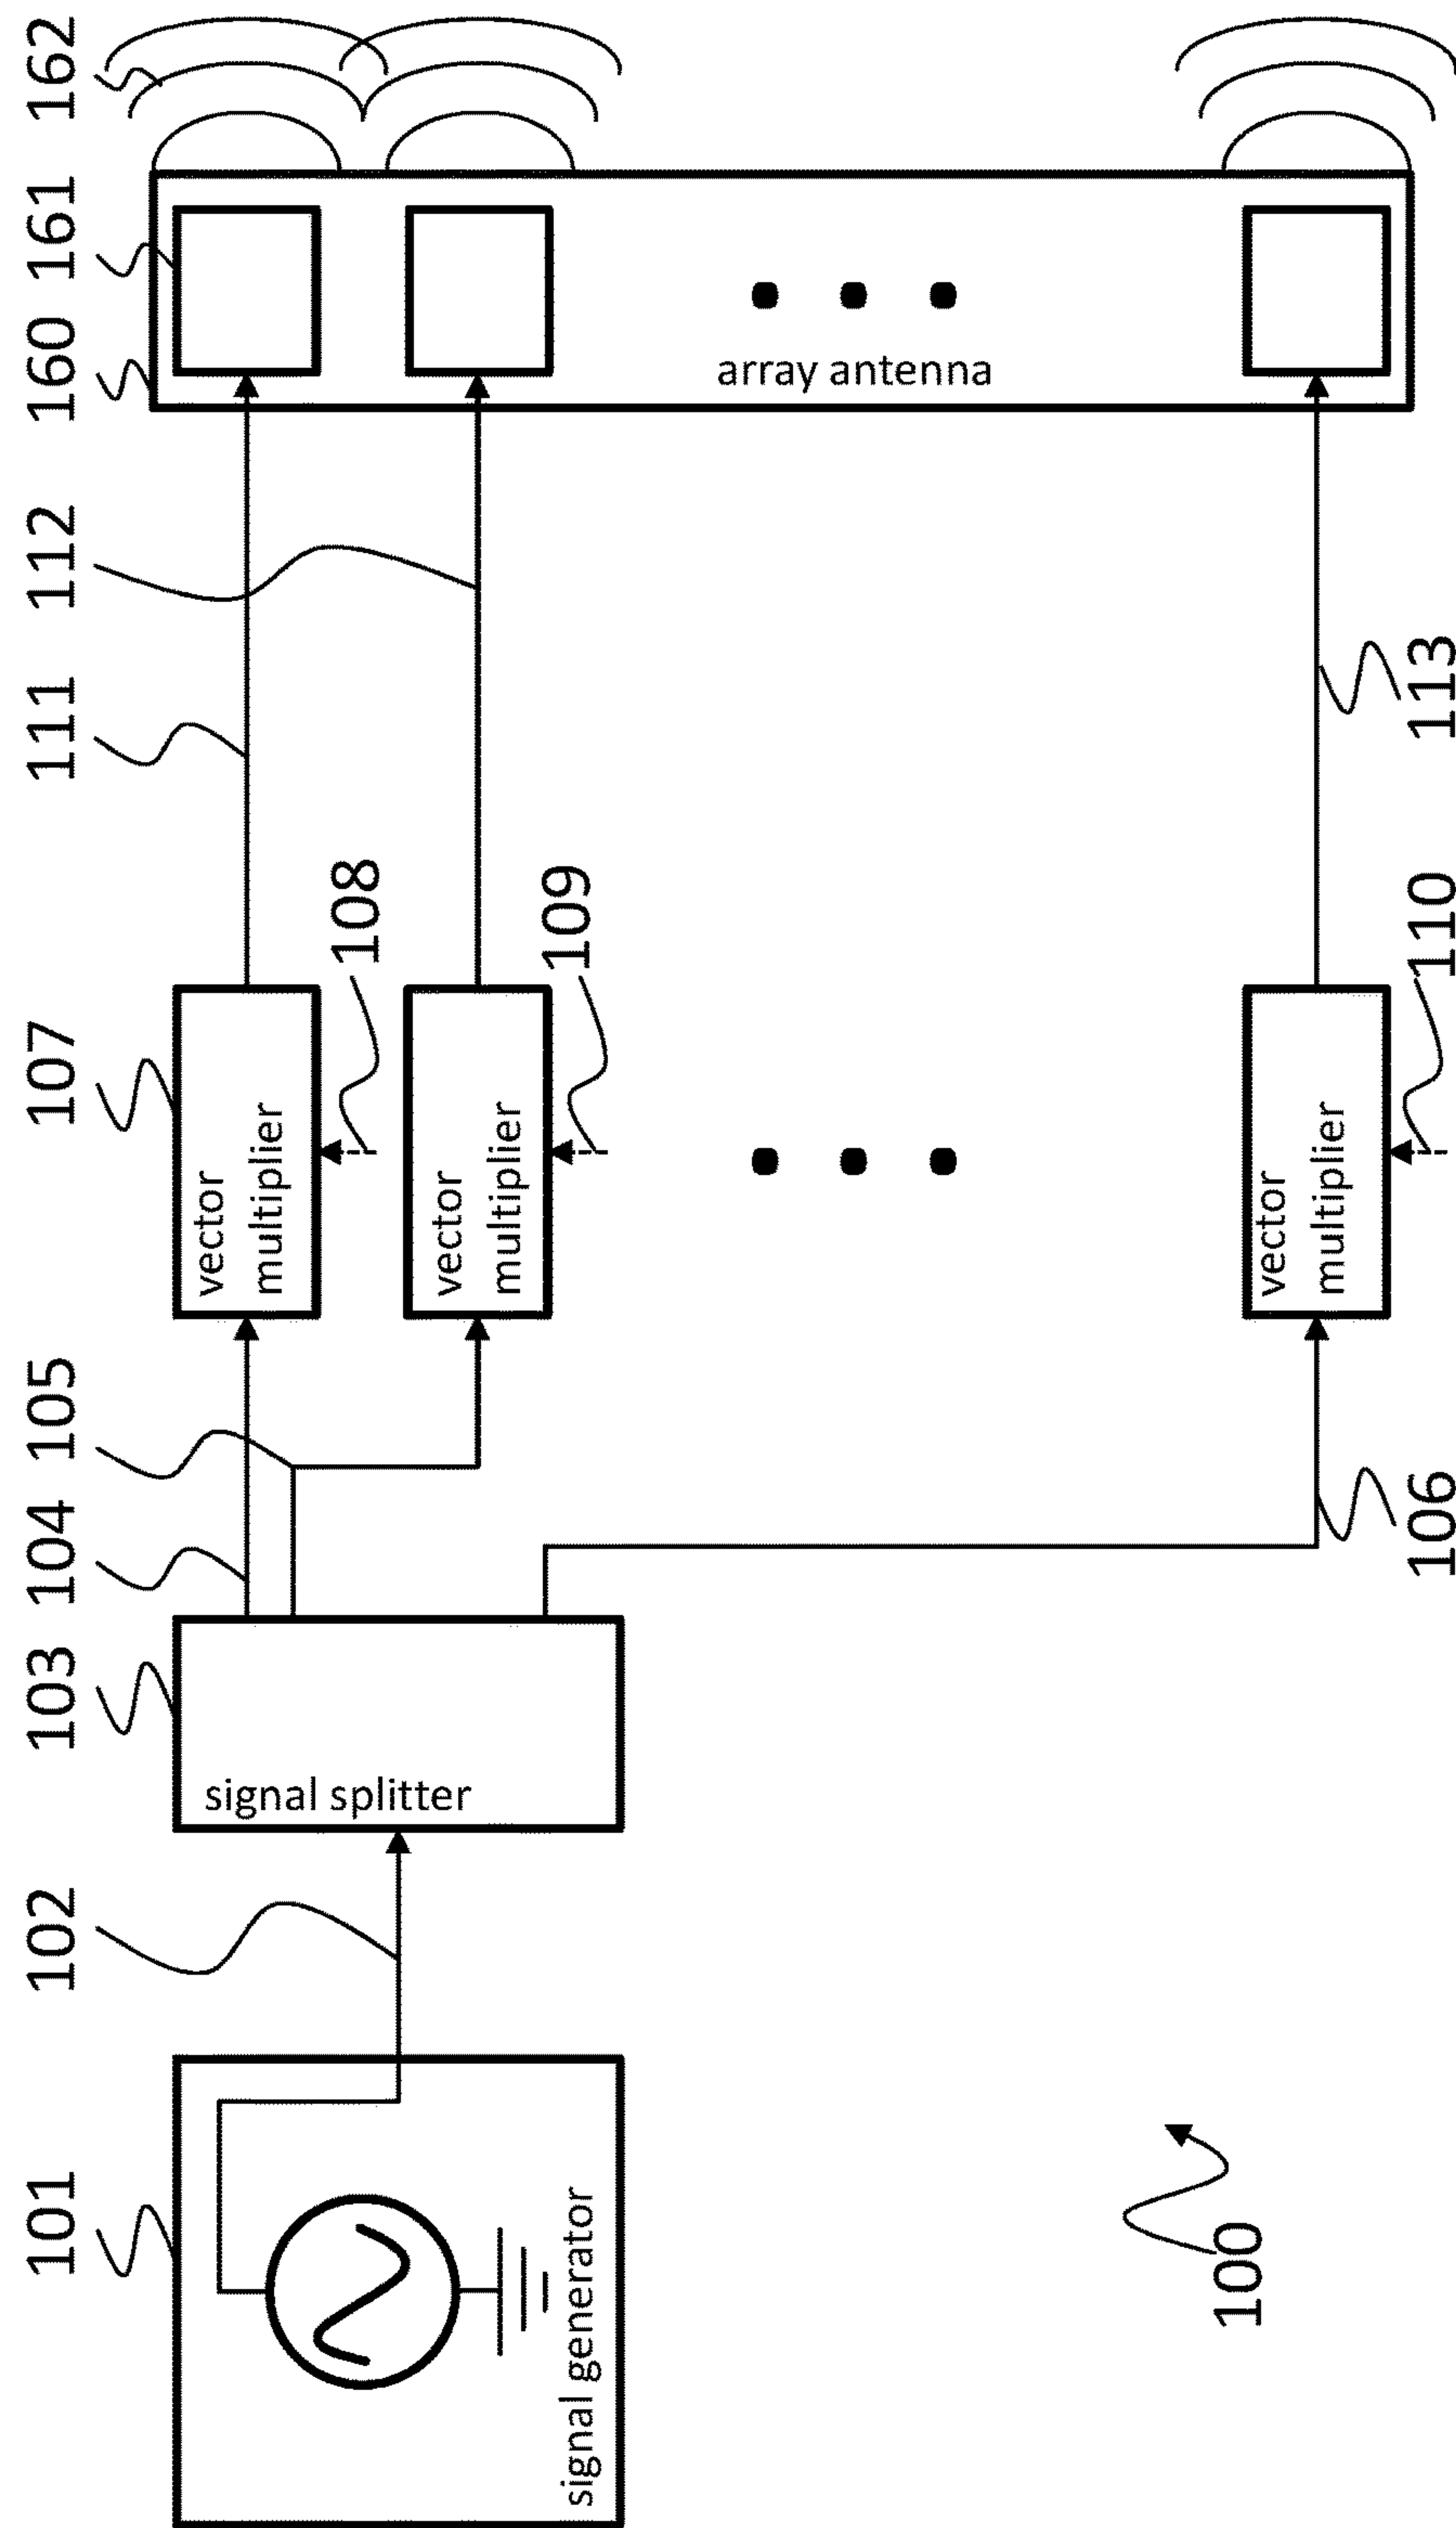 101
102
103
104
105
107
111
112
160
161
162
signal generator
signal splitter
vector
multiplier
108
vector
multiplier
109
array antenna
vector
multiplier
100
106
110
113